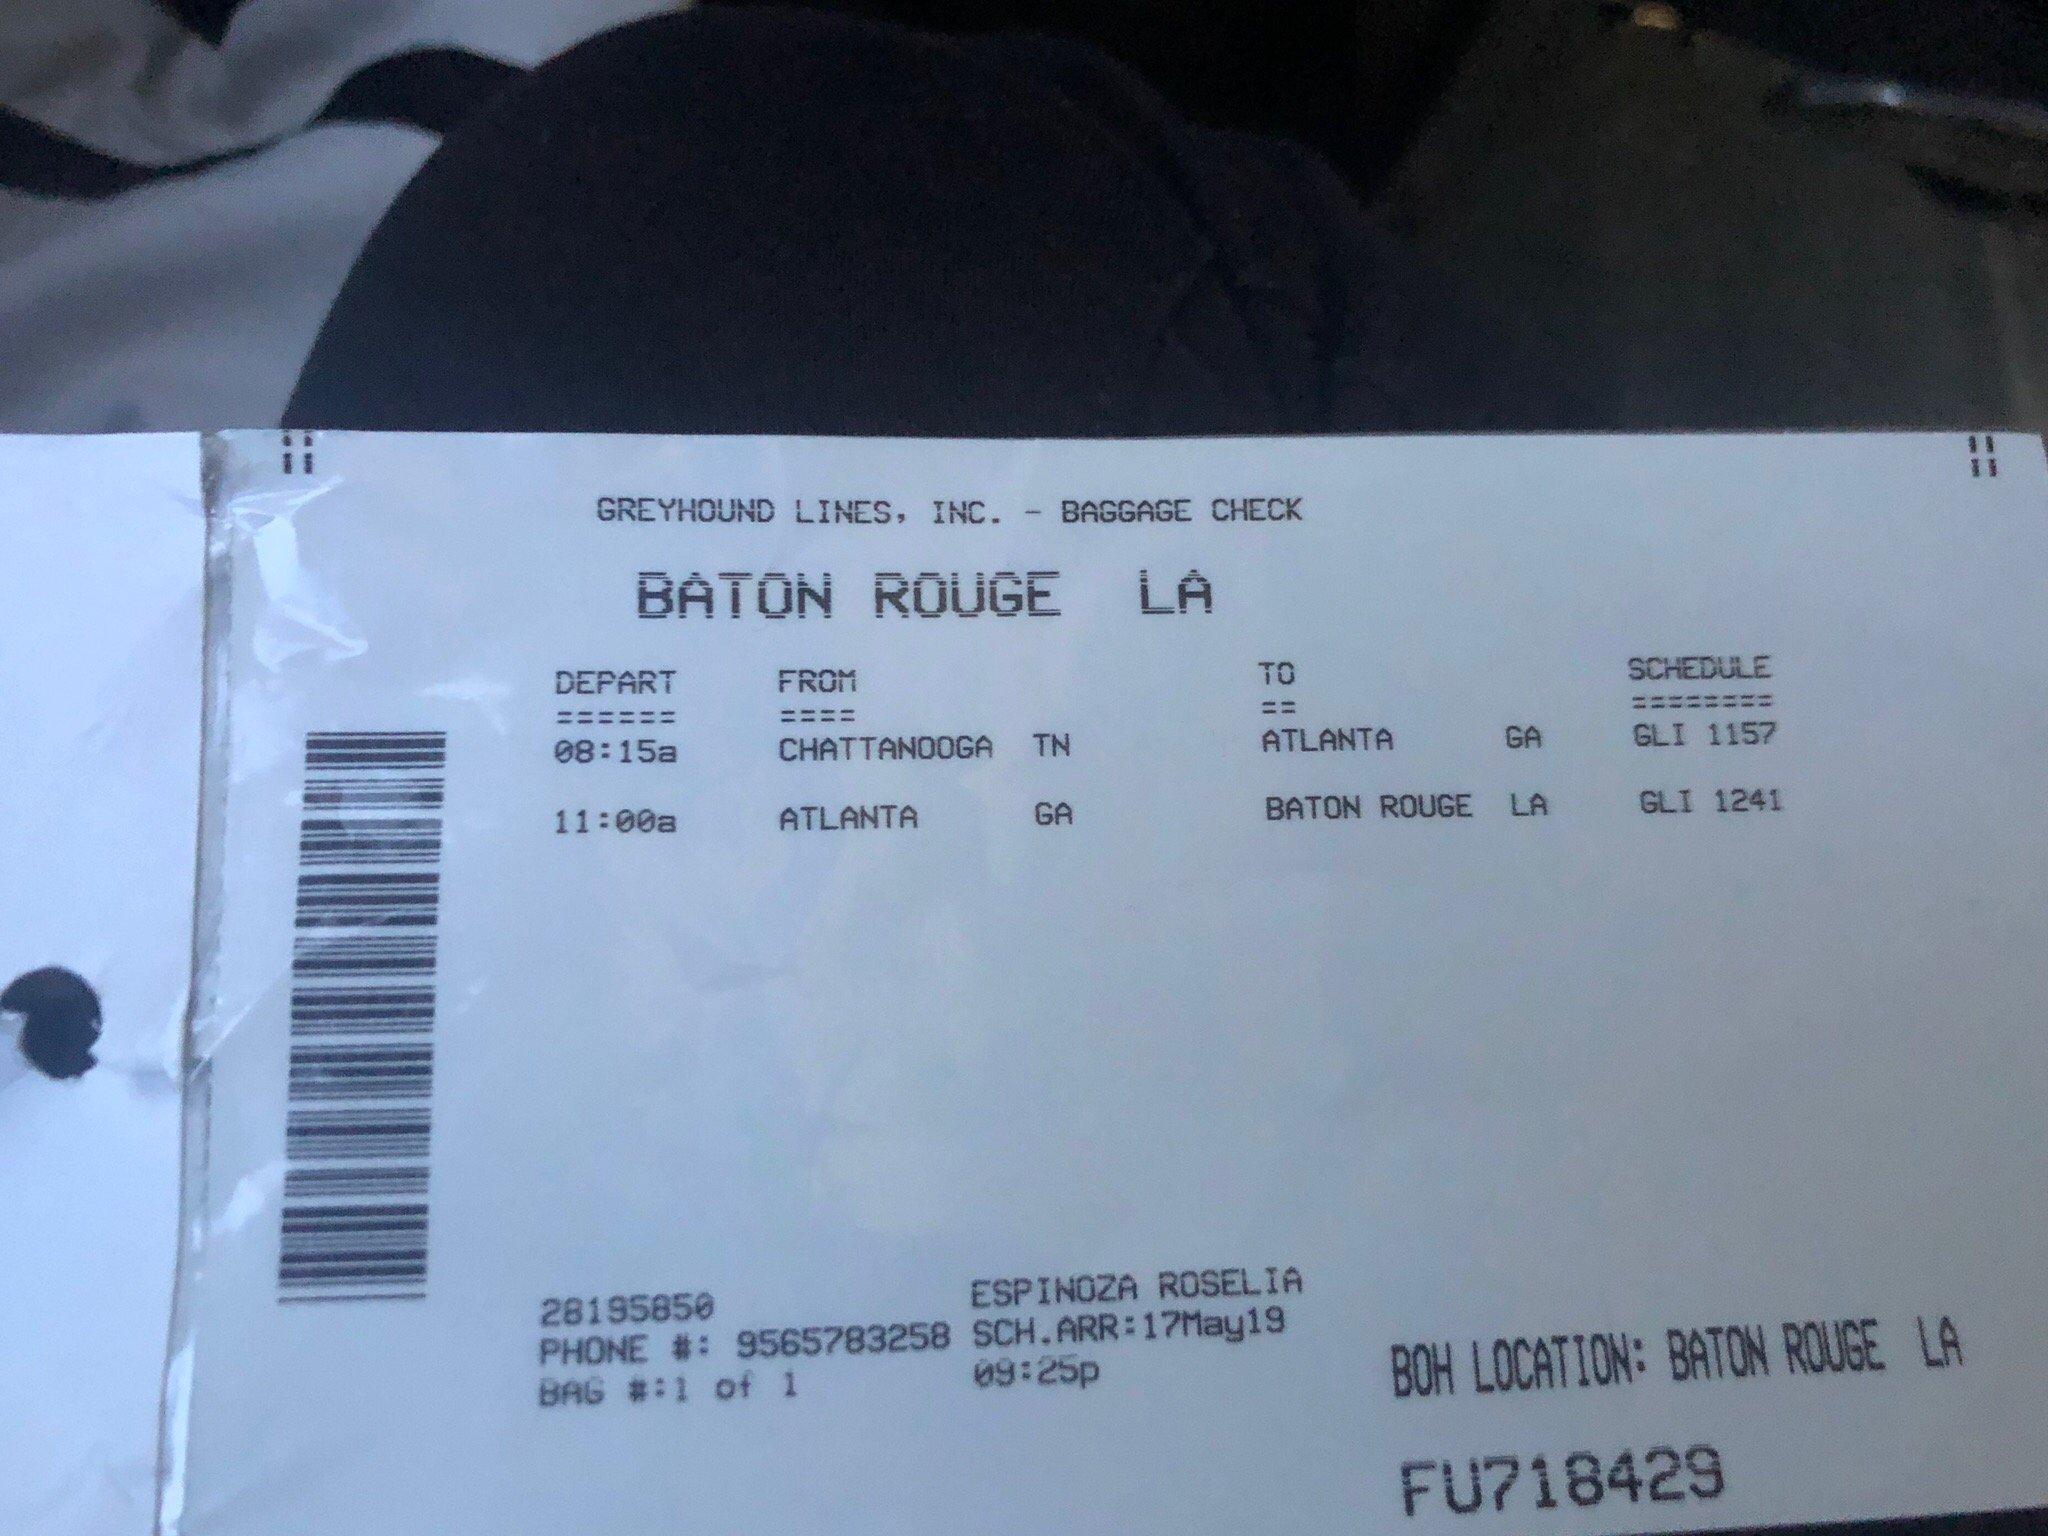 GREYHOUND LINES, INC. - BAGGAGE CHECK
BATON ROUGE LA
DEPART FROM TO SCHEDULE
====== ==== == ========
08:15a CHATTANOOGA TN ATLANTA GA GLI 1157
11:00a ATLANTA GA BATON ROUGE LA GLI 1241
28195850 ESPINOZA ROSELIA
PHONE #: 9565783258 SCH.ARR:17May19
BAG #:1 of 1 09:25p
BOH LOCATION: BATON ROUGE LA
FU718429